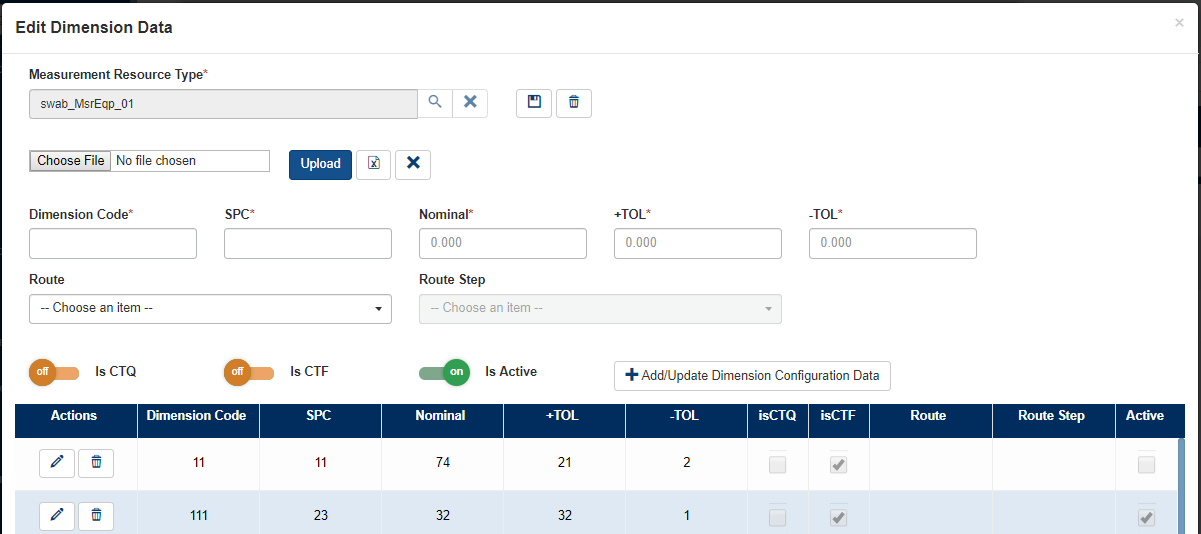 Edit Dimension Data
×
Measurement Resource Type*
swab_MsrEqp_01
Choose File No file chosen Upload
Dimension Code* SPC* Nominal* +TOL* -TOL*
0.000 0.000 0.000
Route Route Step
-- Choose an item -- -- Choose an item --
off Is CTQ off Is CTF on Is Active Add/Update Dimension Configuration Data
Actions Dimension Code SPC Nominal +TOL -TOL isCTQ isCTF Route Route Step Active
11 11 74 21 2
111 23 32 32 1